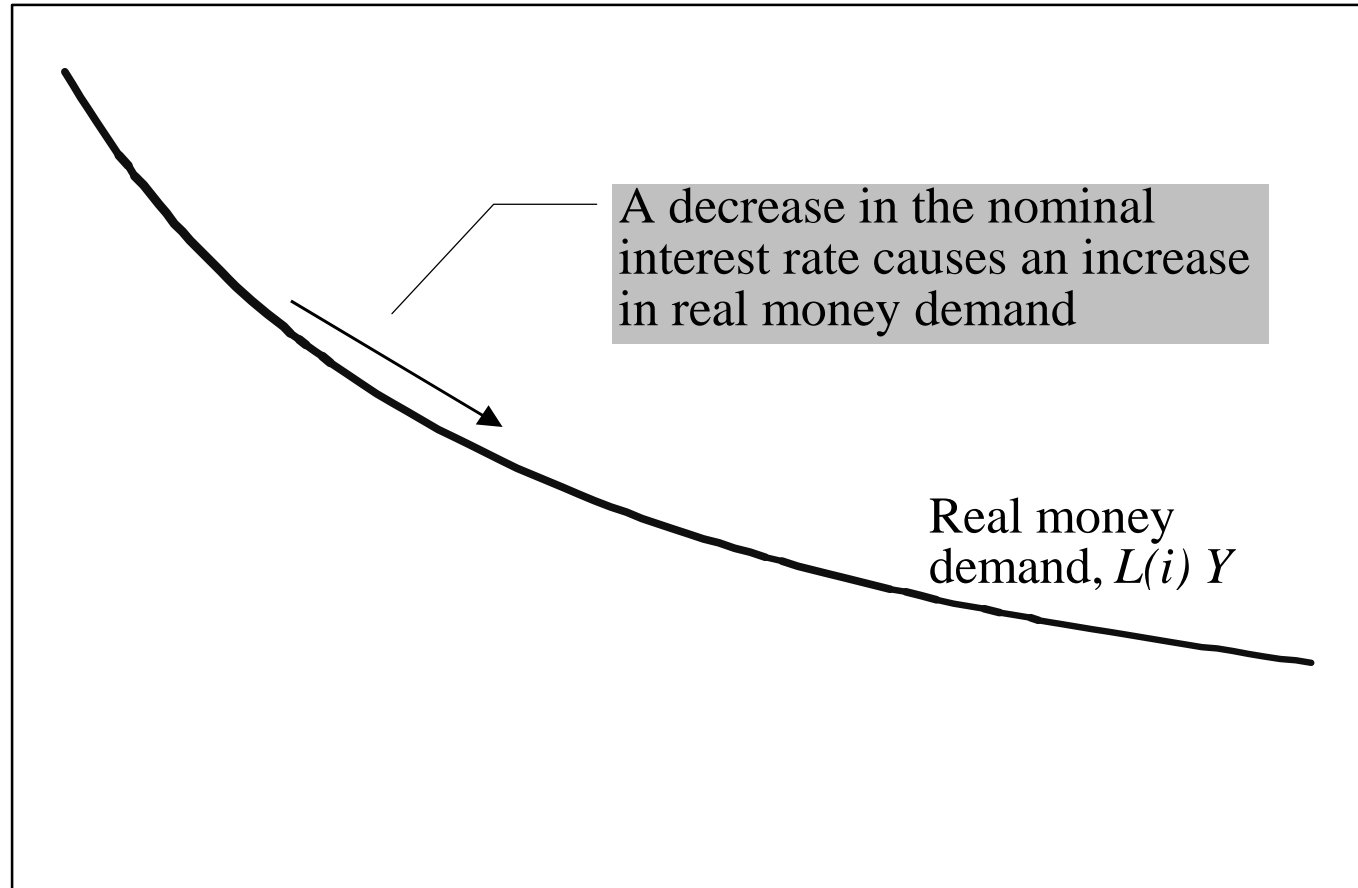 A decrease in the nominal
interest rate causes an increase
in real money demand
Real money
demand, L(i) Y